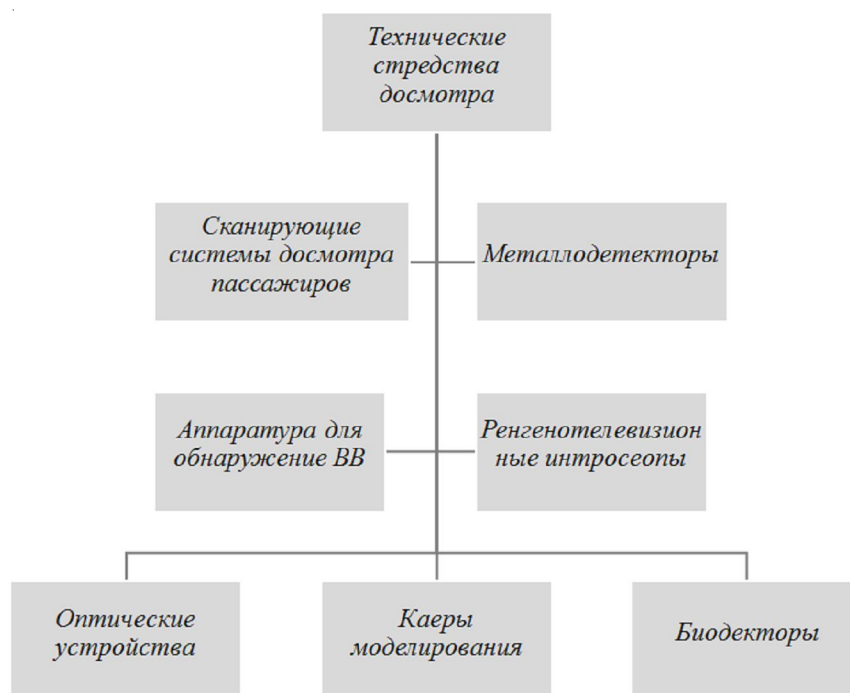 Технические
стредства
досмотра
Сканирующие
системы досмотра
пассажиров
Металлодетекторы
Аппаратура для
обнаружение ВВ
Ренгенотелевизион
ные интросеопы
Оптические
устройства
Каеры
моделирования
Биодекторы